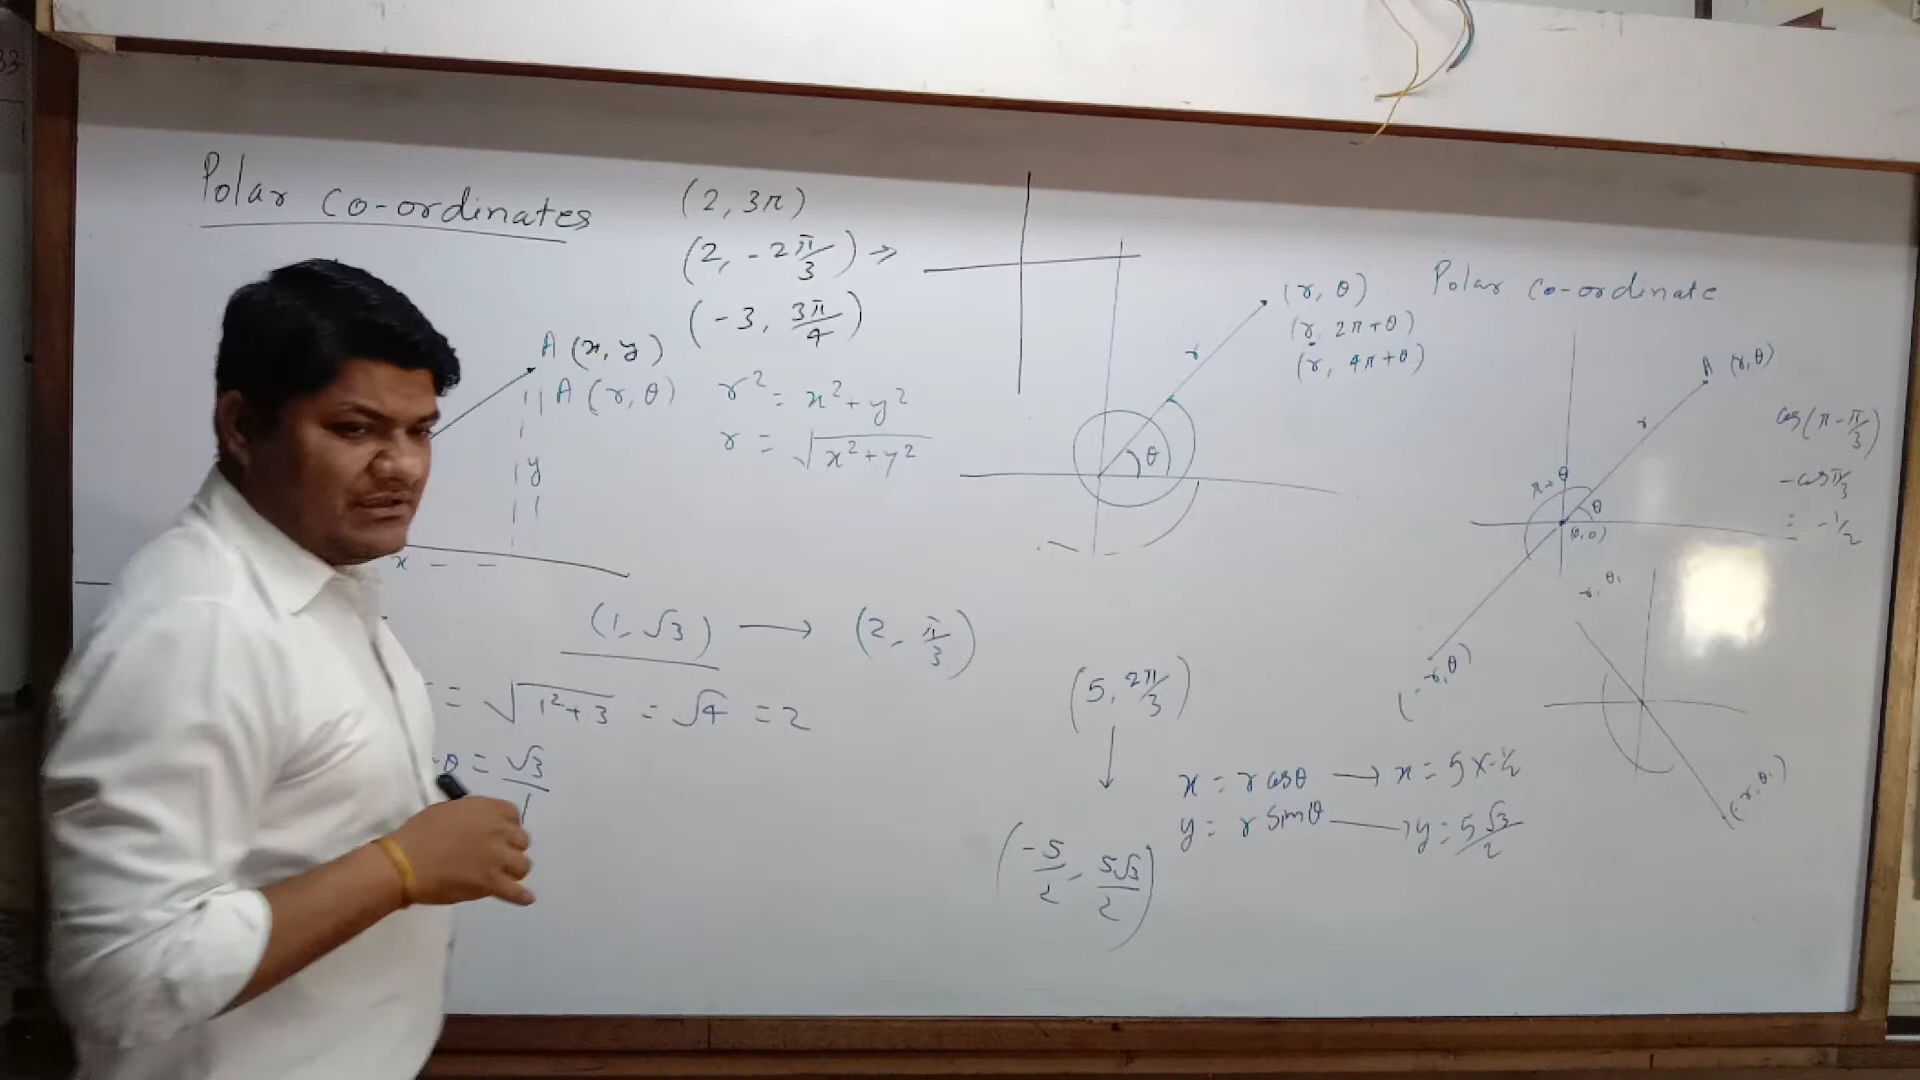 Polar co-ordinates
(2, 3π)
(2, -2π/3) →
(-3, 3π/4)
A (x, y)
A (r, θ)
r² = x² + y²
r = √(x² + y²)
y
x
(1, √3) → (2, π/3)
= √(1² + 3) = √4 = 2
θ = √3/1
(r, θ)
(r, 2π+θ)
(r, 4π+θ)
r
θ
Polar co-ordinate
A (r, θ)
r
π+θ
θ
(0,0)
(-r, θ)
cos(π - π/3)
-cos π/3
= -1/2
-r, θ,
(-r, θ,)
(5, 2π/3)
↓
x = r cosθ → x = 5 x -1/2
y = r sinθ → y = 5√3/2
(-5/2, 5√3/2)
33